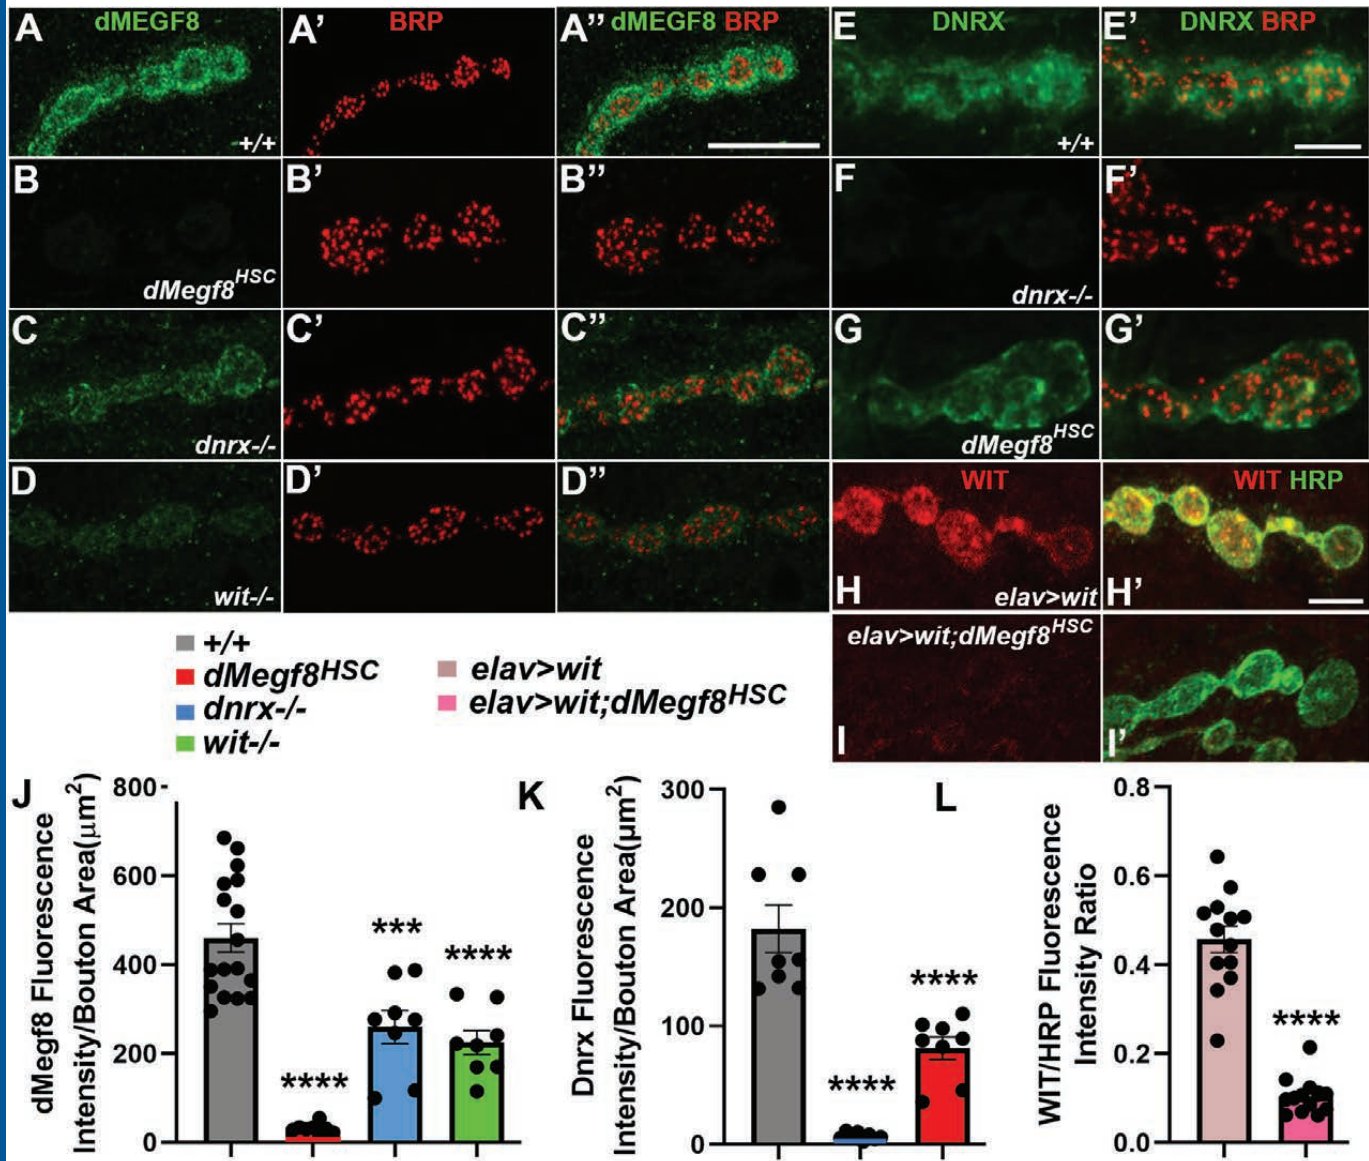 A dMEGF8
A' BRP
A'' dMEGF8 BRP
E DNRX
E' DNRX BRP
+/+
+/+
B
B'
B''
F
F'
dMegf8HSC
dnrx-/-
C
C'
C''
G
G'
dnrx-/-
dMegf8HSC
D
D'
D''
WIT
WIT HRP
wit-/-
H
elav>wit
H'
elav>wit;dMegf8HSC
I
I'
+/+
dMegf8HSC
dnrx-/-
wit-/-
elav>wit
elav>wit;dMegf8HSC
J
dMegf8 Fluorescence
Intensity/Bouton Area(μm2)
800
600
400
200
0
****
***
****
K
Dnrx Fluorescence
Intensity/Bouton Area(μm2)
300
200
100
0
****
****
L
WIT/HRP Fluorescence
Intensity Ratio
0.8
0.6
0.4
0.2
0.0
****